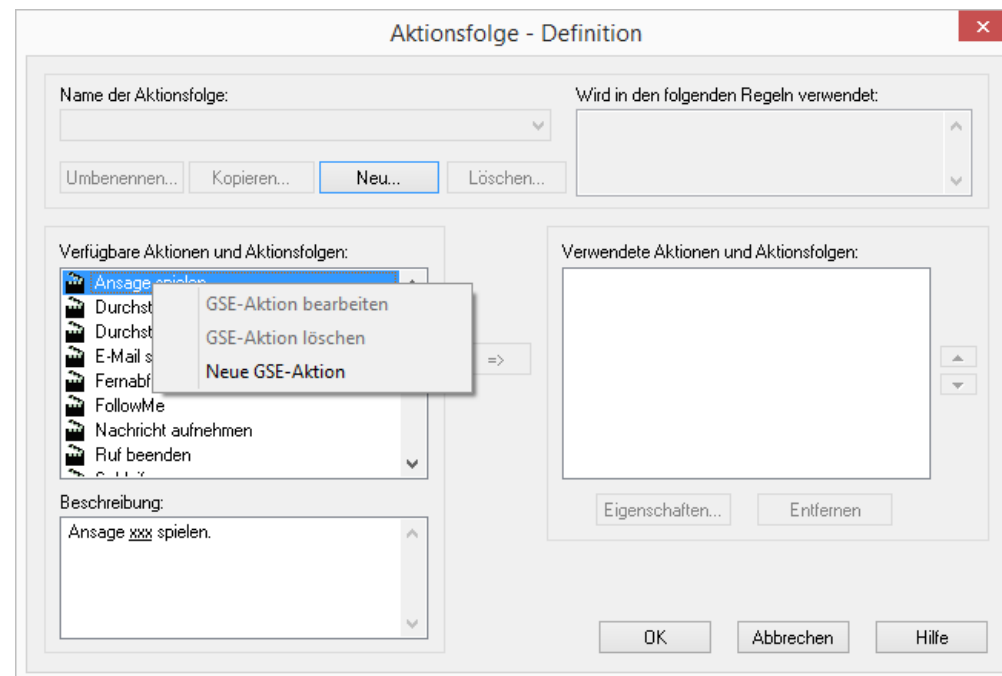 Aktionsfolge - Definition
Name der Aktionsfolge:
Wird in den folgenden Regeln verwendet:
Umbenennen...
Kopieren...
Neu...
Löschen...
Verfügbare Aktionen und Aktionsfolgen:
Ansage spielen
Durchst
Durchst
E-Mail s
Fernabf
FollowMe
Nachricht aufnehmen
Ruf beenden
GSE-Aktion bearbeiten
GSE-Aktion löschen
Neue GSE-Aktion
=>
Verwendete Aktionen und Aktionsfolgen:
Beschreibung:
Ansage xxx spielen.
Eigenschaften...
Entfernen
OK
Abbrechen
Hilfe